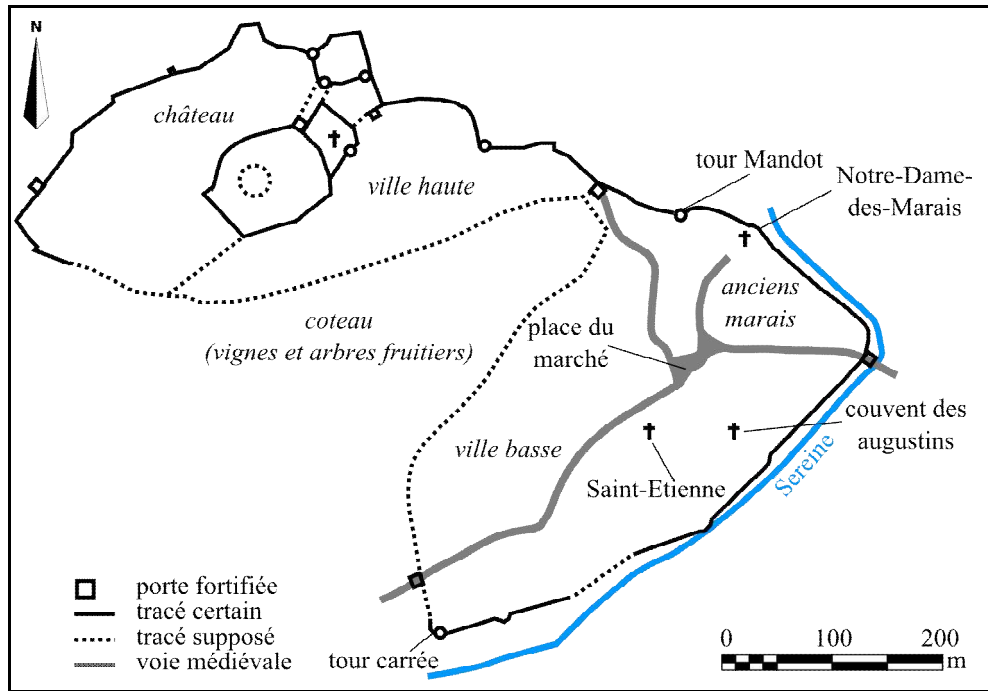 N
château
ville haute
tour Mandot
Notre-Dame-
des-Marais
anciens
marais
place du
marché
coteau
(vignes et arbres fruitiers)
couvent des
augustins
ville basse
Saint-Etienne
Sereine
porte fortifiée
tracé certain
tracé supposé
voie médiévale
tour carrée
0 100 200
m